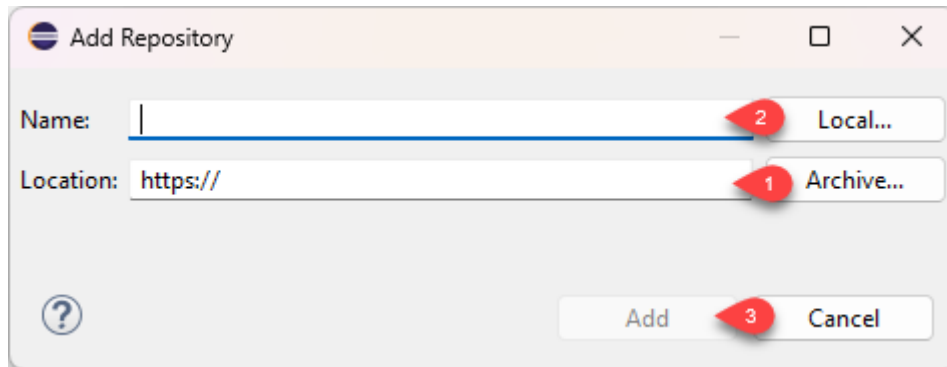 Add Repository
Name: 2 Local...
Location: https:// 1 Archive...
? Add 3 Cancel